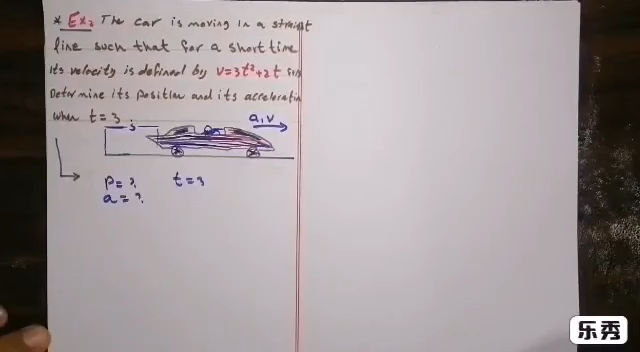 * Ex: The car is moving in a straight
line such that for a short time
Its velocity is defined by V=3t²+2t
Determine its position and its acceleration
when t=3
s
a,v
P=?
t=3
a=?
乐秀